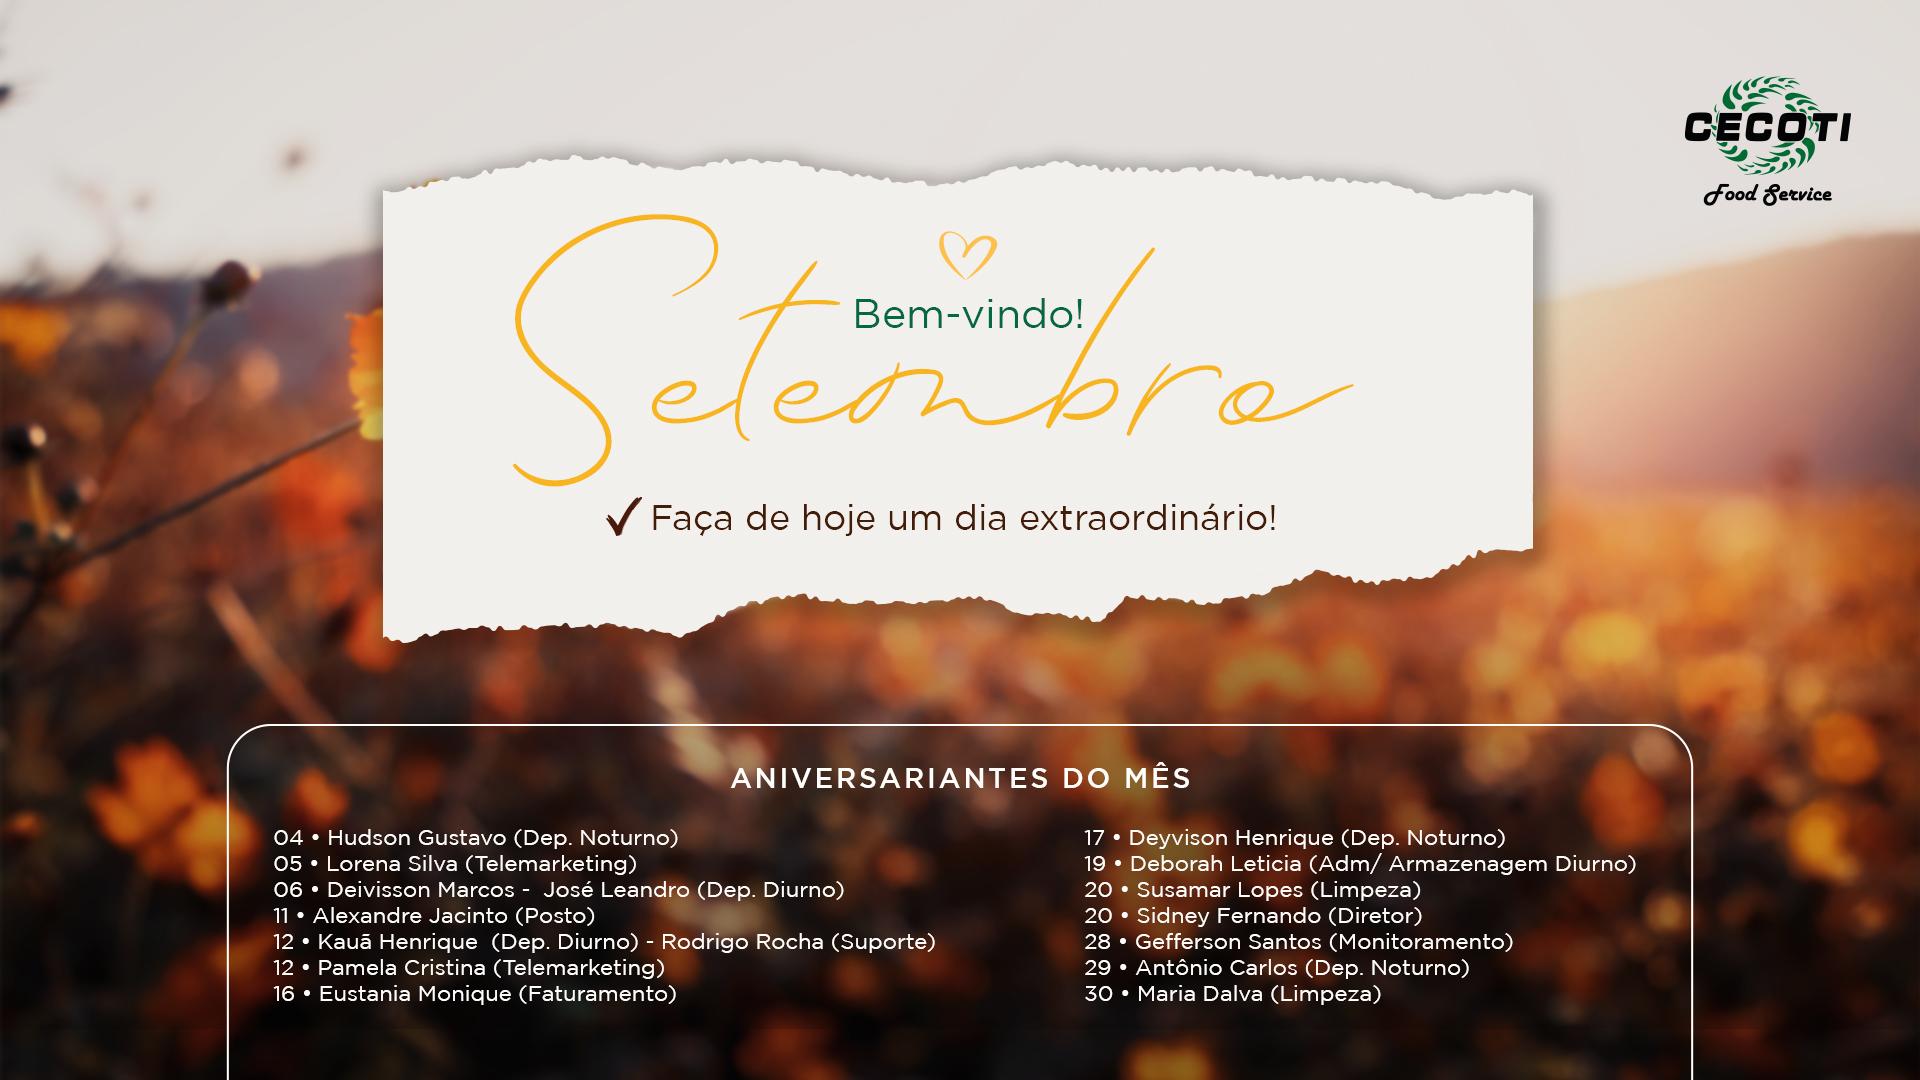 CECOTI
Food Service
Bem-vindo!
Setembro
Faça de hoje um dia extraordinário!
ANIVERSARIANTES DO MÊS
04 • Hudson Gustavo (Dep. Noturno)
05 • Lorena Silva (Telemarketing)
06 • Deivisson Marcos -  José Leandro (Dep. Diurno)
11 • Alexandre Jacinto (Posto)
12 • Kauã Henrique  (Dep. Diurno) - Rodrigo Rocha (Suporte)
12 • Pamela Cristina (Telemarketing)
16 • Eustania Monique (Faturamento)
17 • Deyvison Henrique (Dep. Noturno)
19 • Deborah Leticia (Adm/ Armazenagem Diurno)
20 • Susamar Lopes (Limpeza)
20 • Sidney Fernando (Diretor)
28 • Gefferson Santos (Monitoramento)
29 • Antônio Carlos (Dep. Noturno)
30 • Maria Dalva (Limpeza)